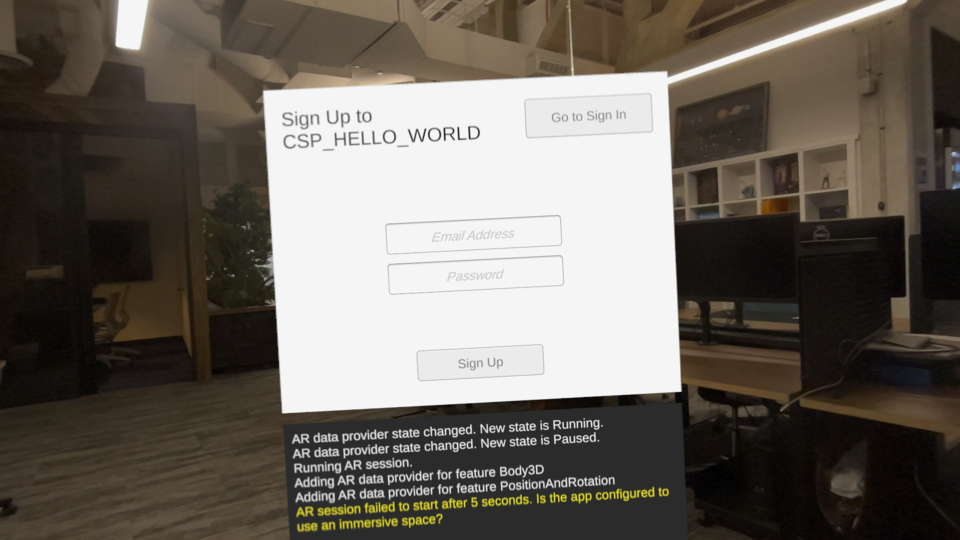 Sign Up to
CSP_HELLO_WORLD
Go to Sign In
Email Address
Password
Sign Up
AR data provider state changed. New state is Running.
AR data provider state changed. New state is Paused.
Running AR session.
Adding AR data provider for feature Body3D
Adding AR data provider for feature PositionAndRotation
AR session failed to start after 5 seconds. Is the app configured to
use an immersive space?